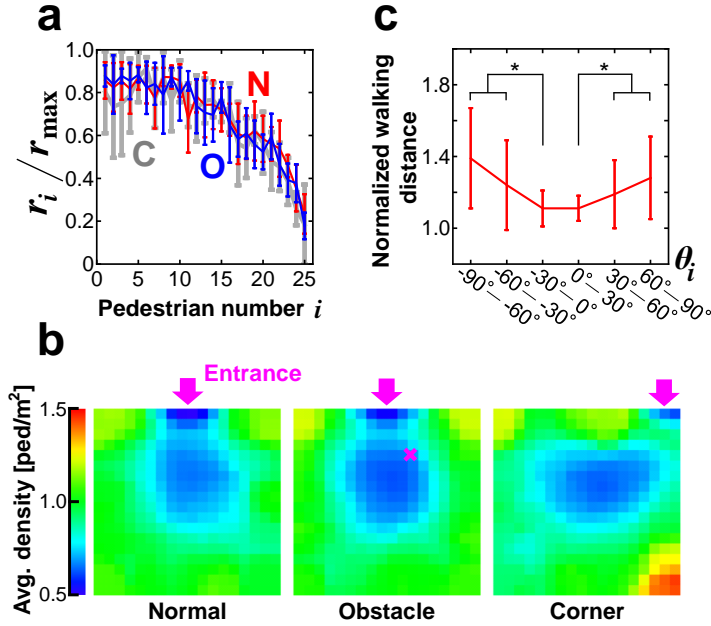 a
r_i / r_max
1.0
0.8
0.6
0.4
0.2
0
N
C
O
0 5 10 15 20 25
Pedestrian number i
c
Normalized walking
distance
1.8
1.4
1.0
*
*
θ_i
-90°—-60°
-60°—-30°
-30°—0°
0°—30°
30°—60°
60°—90°
b
Entrance
Avg. density [ped/m²]
1.5
1.0
0.5
×
Normal
Obstacle
Corner